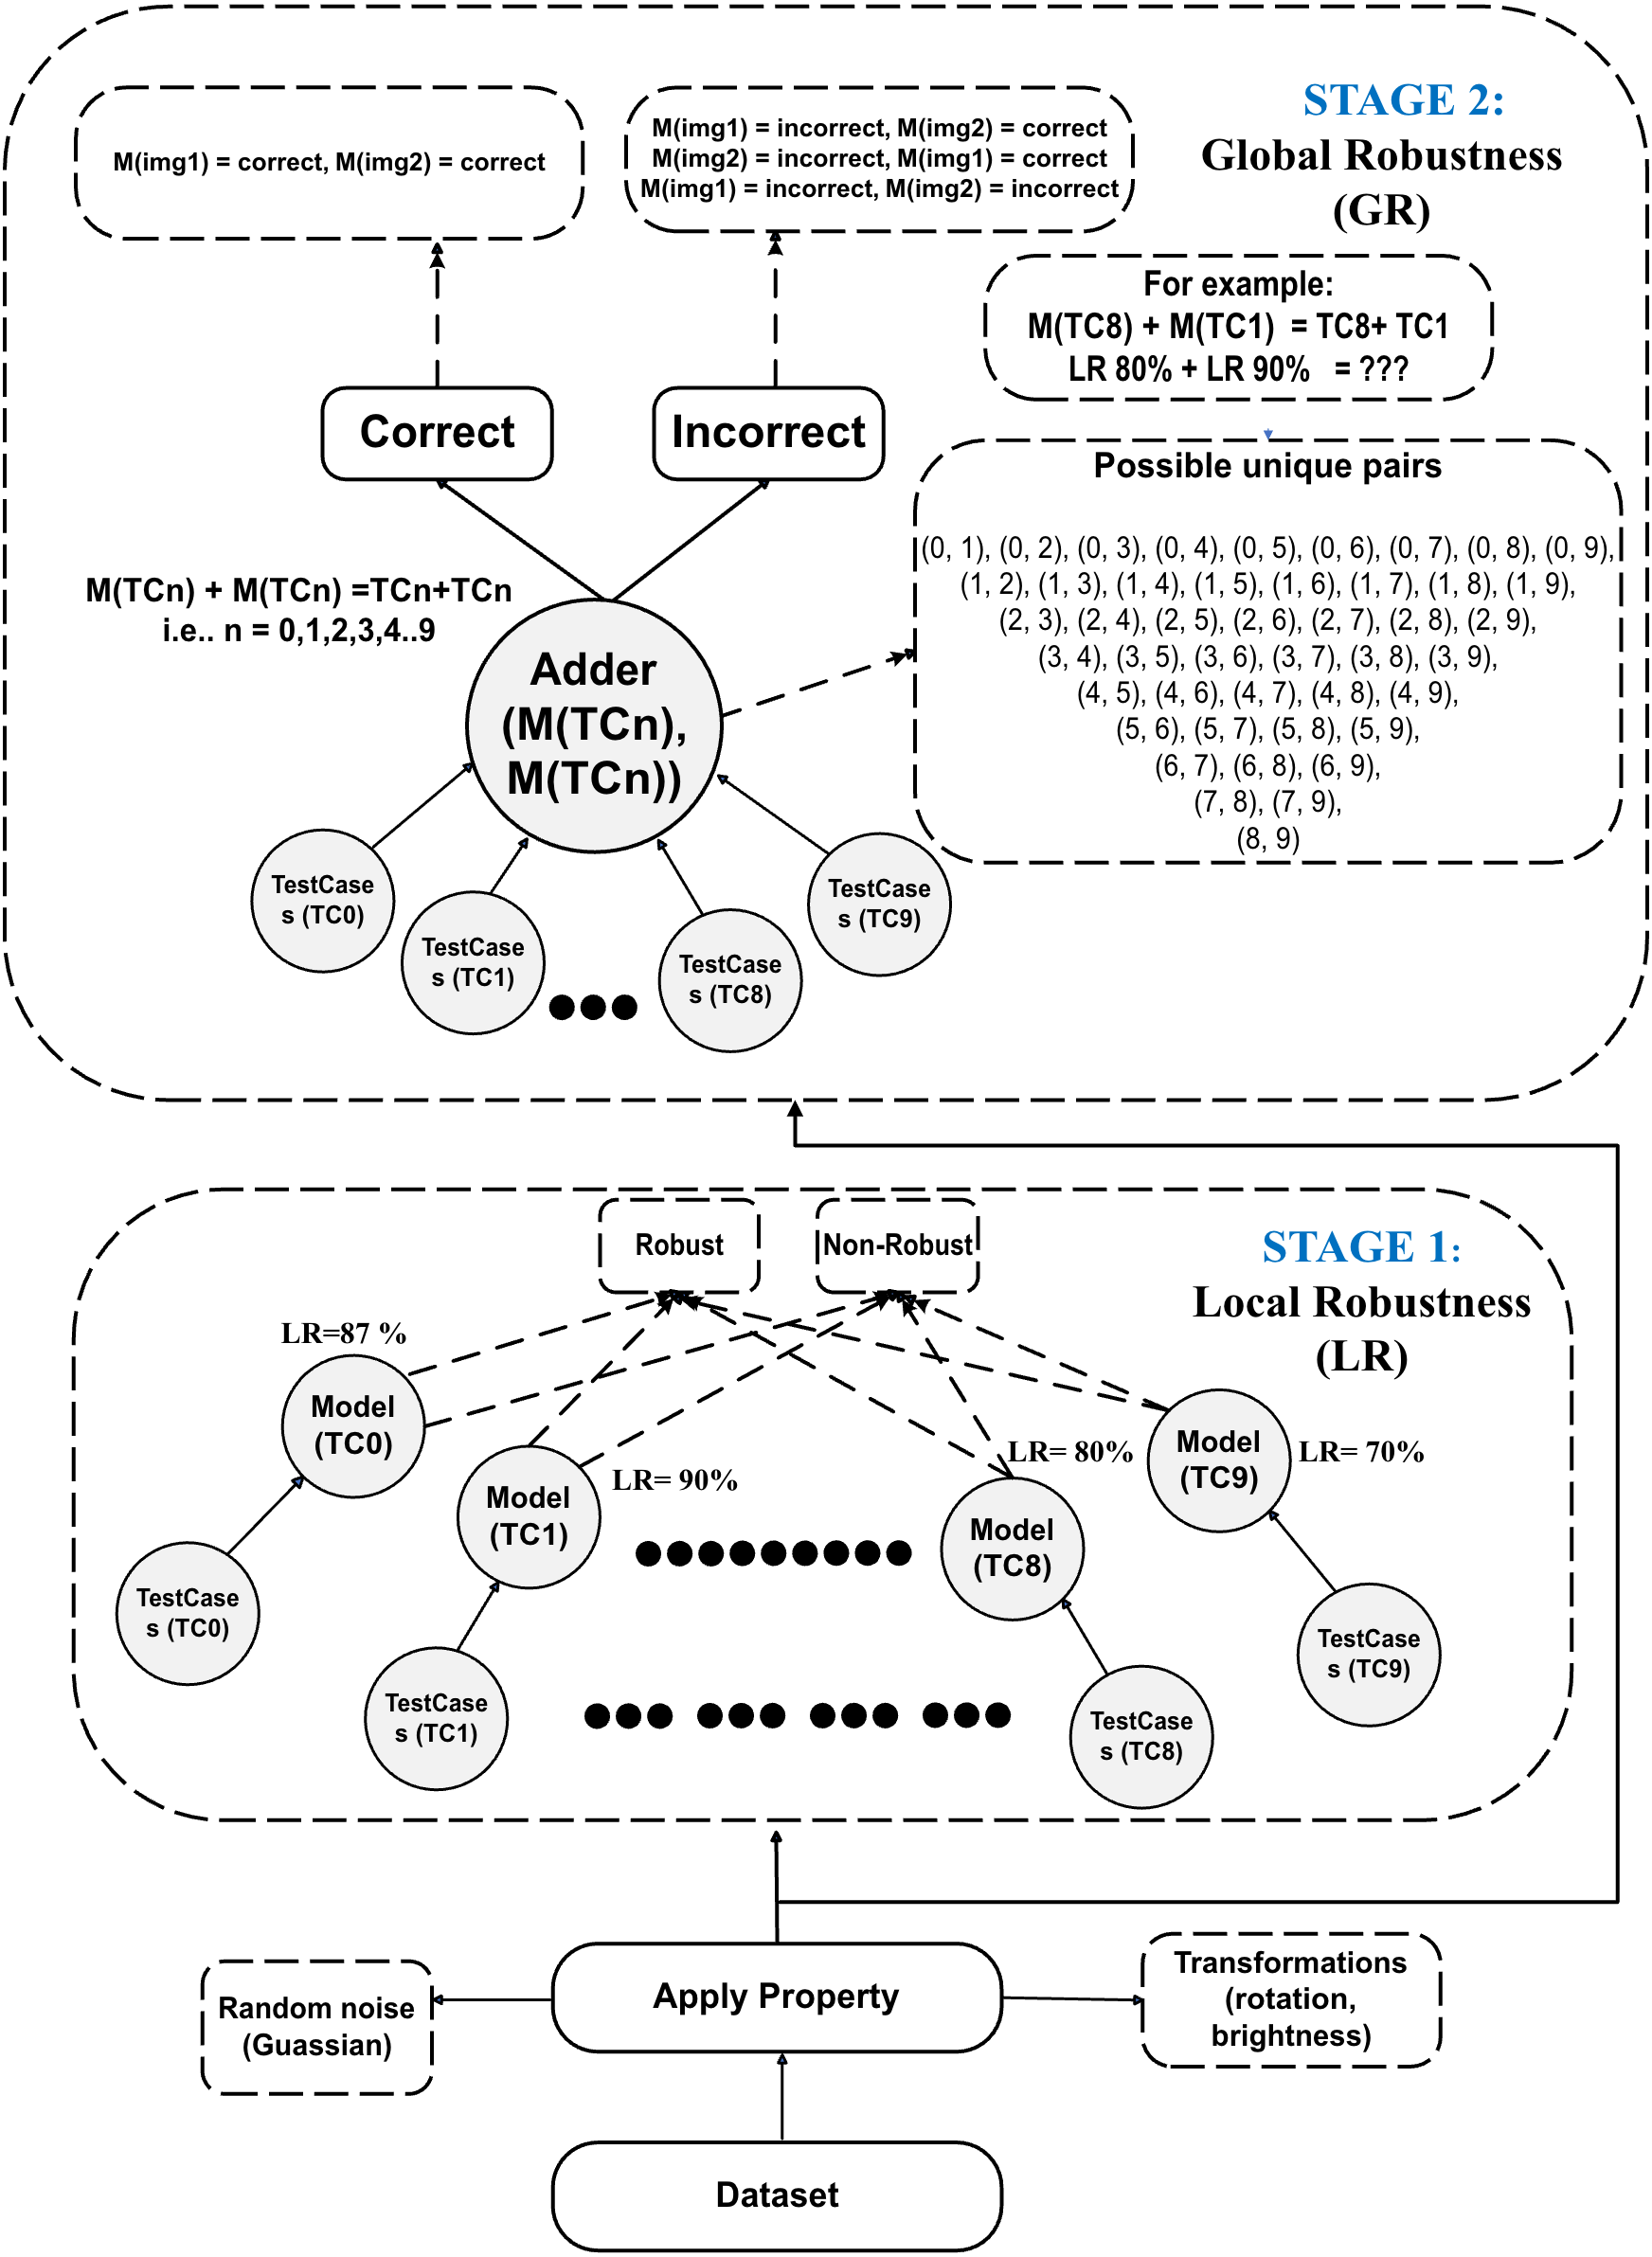 STAGE 2:
Global Robustness
(GR)
M(img1) = correct, M(img2) = correct
M(img1) = incorrect, M(img2) = correct
M(img2) = incorrect, M(img1) = correct
M(img1) = incorrect, M(img2) = incorrect
For example:
M(TC8) + M(TC1) = TC8+ TC1
LR 80% + LR 90% = ???
Correct
Incorrect
Possible unique pairs
(0, 1), (0, 2), (0, 3), (0, 4), (0, 5), (0, 6), (0, 7), (0, 8), (0, 9),
(1, 2), (1, 3), (1, 4), (1, 5), (1, 6), (1, 7), (1, 8), (1, 9),
(2, 3), (2, 4), (2, 5), (2, 6), (2, 7), (2, 8), (2, 9),
(3, 4), (3, 5), (3, 6), (3, 7), (3, 8), (3, 9),
(4, 5), (4, 6), (4, 7), (4, 8), (4, 9),
(5, 6), (5, 7), (5, 8), (5, 9),
(6, 7), (6, 8), (6, 9),
(7, 8), (7, 9),
(8, 9)
M(TCn) + M(TCn) =TCn+TCn
i.e.. n = 0,1,2,3,4..9
Adder
(M(TCn),
M(TCn))
TestCase
s (TC0)
TestCase
s (TC1)
TestCase
s (TC8)
TestCase
s (TC9)
STAGE 1:
Local Robustness
(LR)
Robust
Non-Robust
LR=87 %
Model
(TC0)
Model
(TC1)
LR= 90%
LR= 80%
Model
(TC8)
Model
(TC9)
LR= 70%
TestCase
s (TC0)
TestCase
s (TC1)
TestCase
s (TC8)
TestCase
s (TC9)
Random noise
(Guassian)
Apply Property
Transformations
(rotation,
brightness)
Dataset